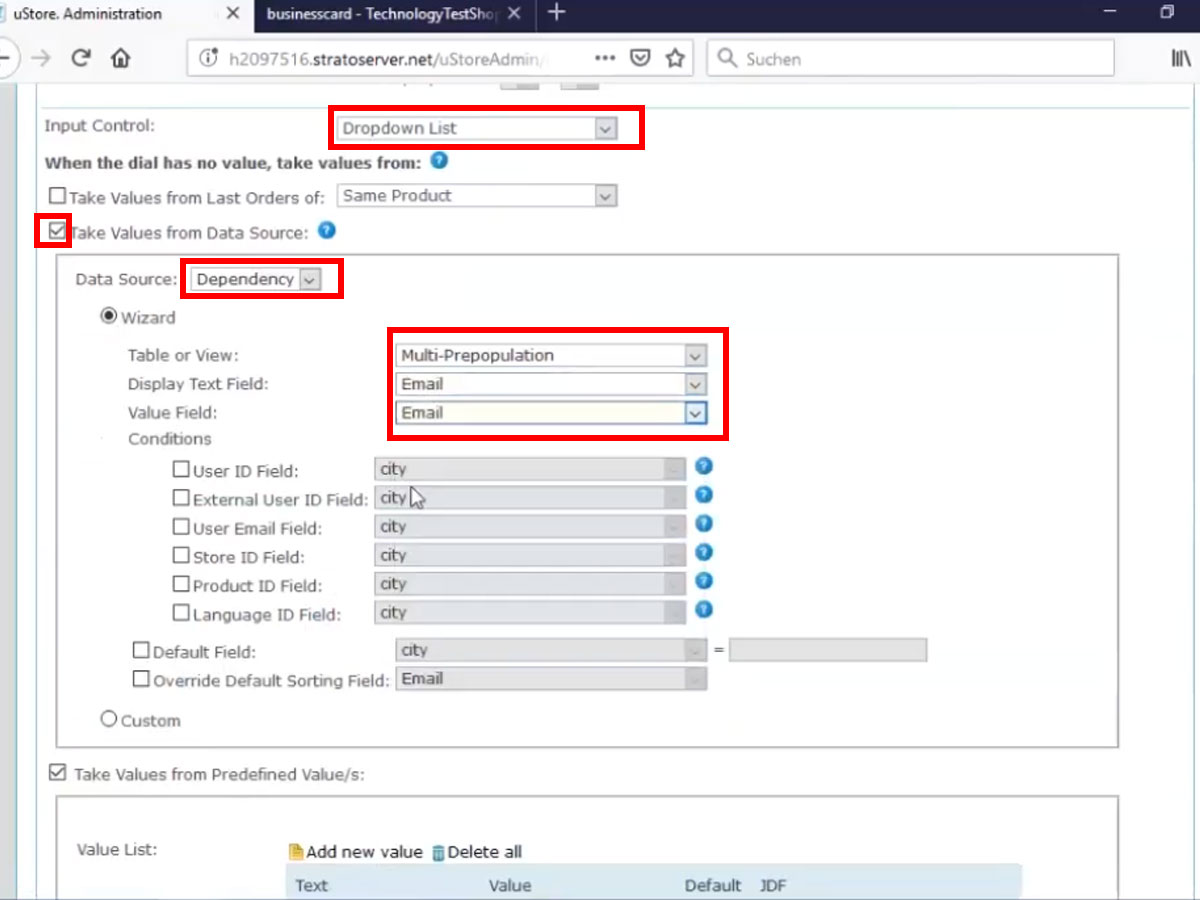 uStore. Administration
businesscard - TechnologyTestShop
h2097516.stratoserver.net/uStoreAdmin/
Suchen
Input Control:
Dropdown List
When the dial has no value, take values from:
Take Values from Last Orders of:
Same Product
Take Values from Data Source:
Data Source:
Dependency
Wizard
Table or View:
Multi-Prepopulation
Display Text Field:
Email
Value Field:
Email
Conditions
User ID Field:
city
External User ID Field:
city
User Email Field:
city
Store ID Field:
city
Product ID Field:
city
Language ID Field:
city
Default Field:
city
=
Override Default Sorting Field:
Email
Custom
Take Values from Predefined Value/s:
Value List:
Add new value
Delete all
Text
Value
Default
JDF